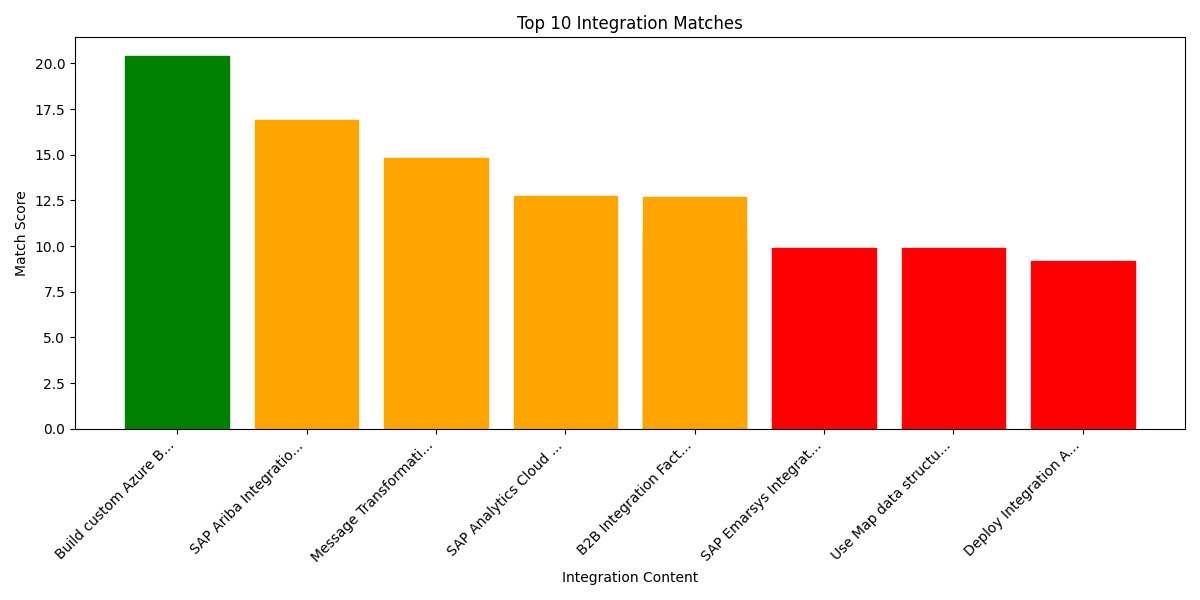 Top 10 Integration Matches
Match Score
20.0
17.5
15.0
12.5
10.0
7.5
5.0
2.5
0.0
Build custom Azure B...
SAP Ariba Integratio...
Message Transformati...
SAP Analytics Cloud ...
B2B Integration Fact...
SAP Emarsys Integrat...
Use Map data structu...
Deploy Integration A...
Integration Content